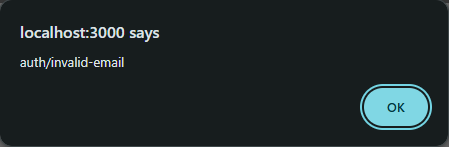 localhost:3000 says
auth/invalid-email
OK